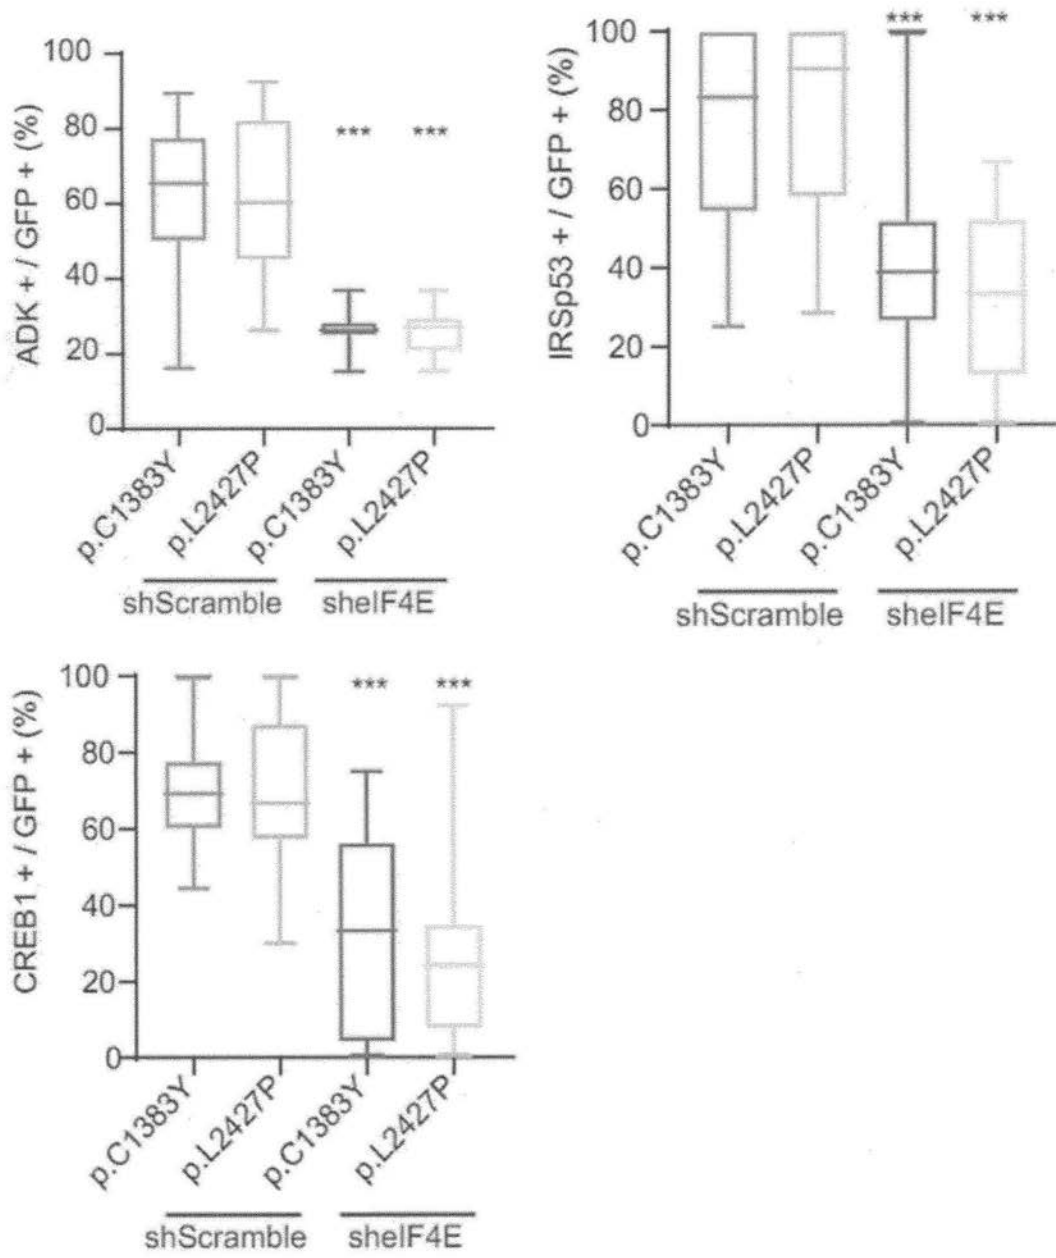 ADK + / GFP + (%)
100
80
60
40
20
0
*** ***
p.C1383Y p.L2427P p.C1383Y p.L2427P
shScramble sheIF4E
IRSp53 + / GFP + (%)
100
80
60
40
20
0
*** ***
p.C1383Y p.L2427P p.C1383Y p.L2427P
shScramble sheIF4E
CREB1 + / GFP + (%)
100
80
60
40
20
0
*** ***
p.C1383Y p.L2427P p.C1383Y p.L2427P
shScramble sheIF4E